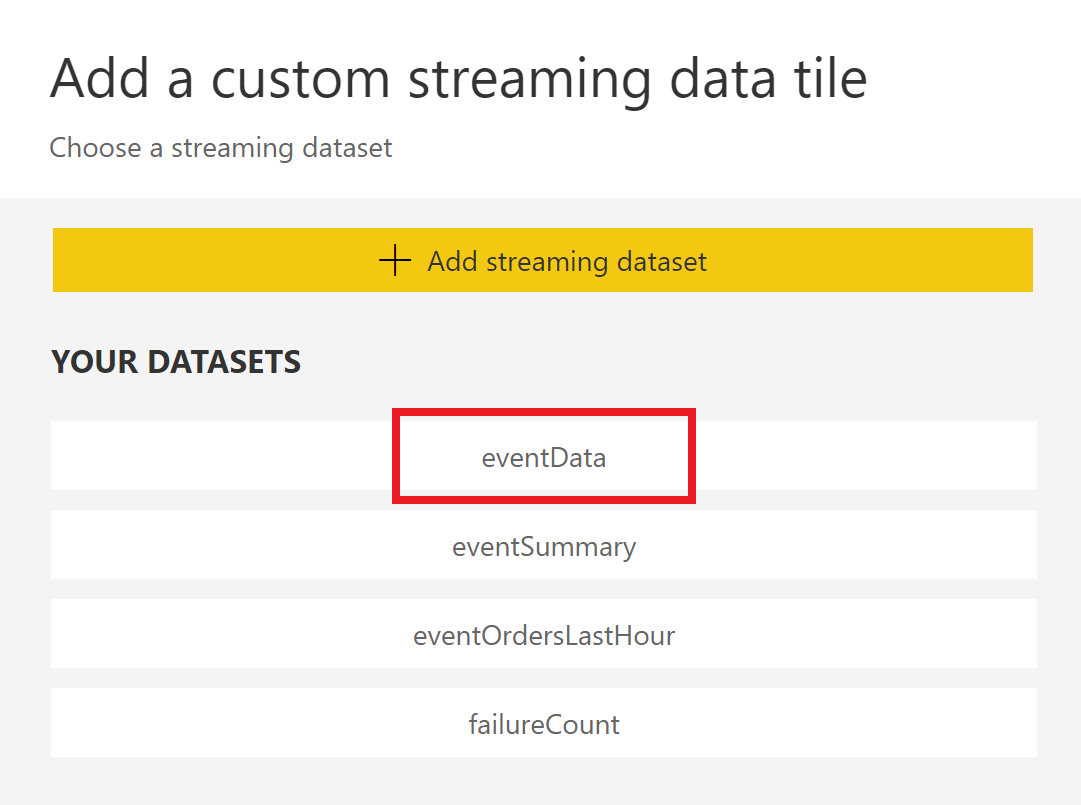 Add a custom streaming data tile
Choose a streaming dataset
Add streaming dataset
YOUR DATASETS
eventData
eventSummary
eventOrdersLastHour
failureCount